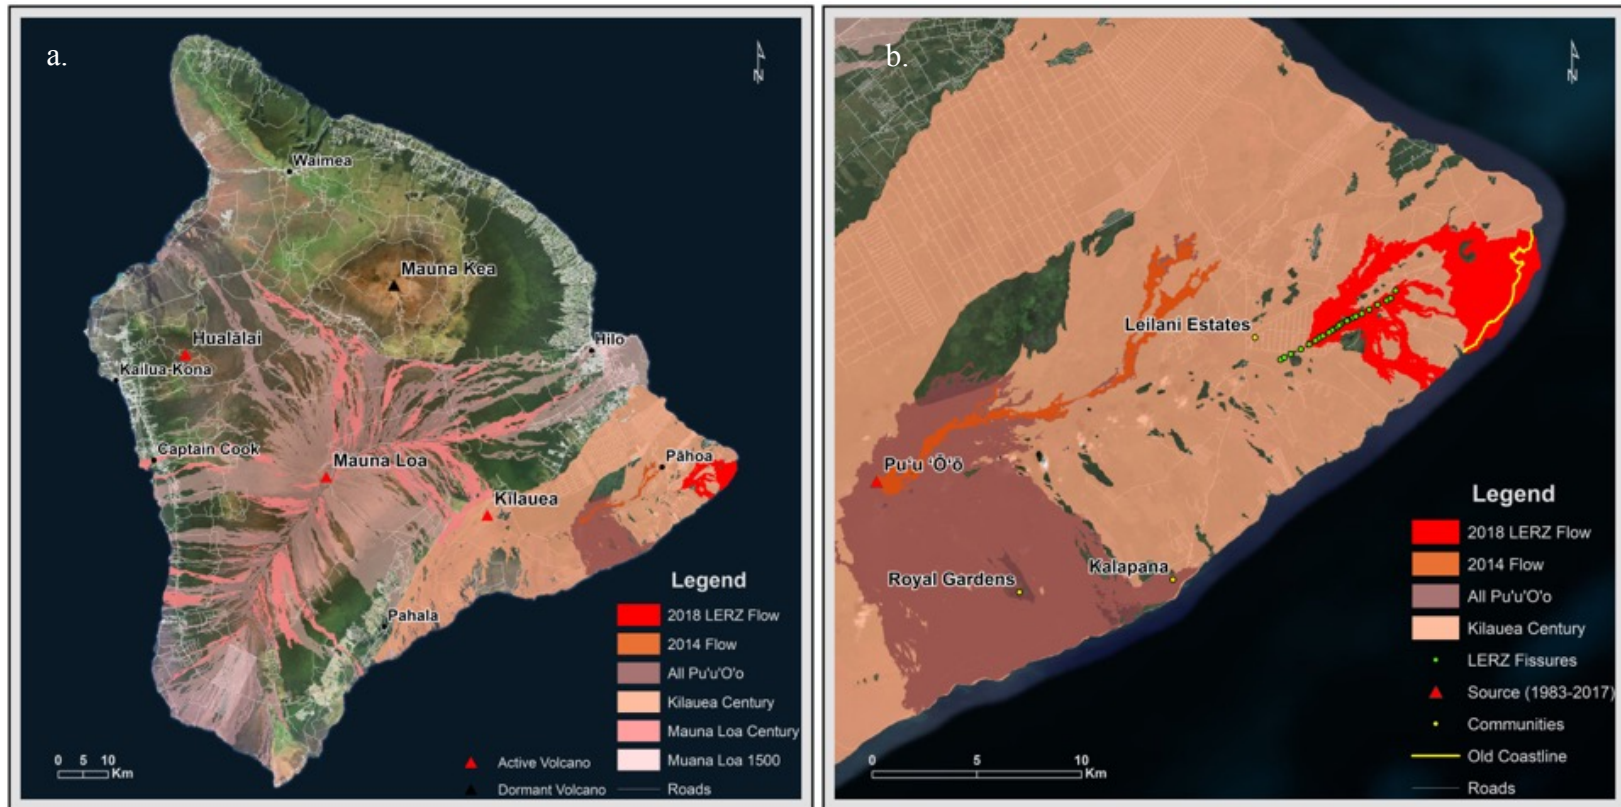 a.
N
Waimea
Mauna Kea
Hualālai
Kailua-Kona
Hilo
Captain Cook
Mauna Loa
Pāhoa
Kīlauea
Pahala
Legend
2018 LERZ Flow
2014 Flow
All Pu'u'O'o
Kilauea Century
Mauna Loa Century
Muana Loa 1500
Roads
Active Volcano
Dormant Volcano
0 5 10
Km
b.
N
Leilani Estates
Pu‘u ‘Ō‘ō
Royal Gardens
Kalapana
Legend
2018 LERZ Flow
2014 Flow
All Pu'u'O'o
Kilauea Century
LERZ Fissures
Source (1983-2017)
Communities
Old Coastline
Roads
0 5 10
Km